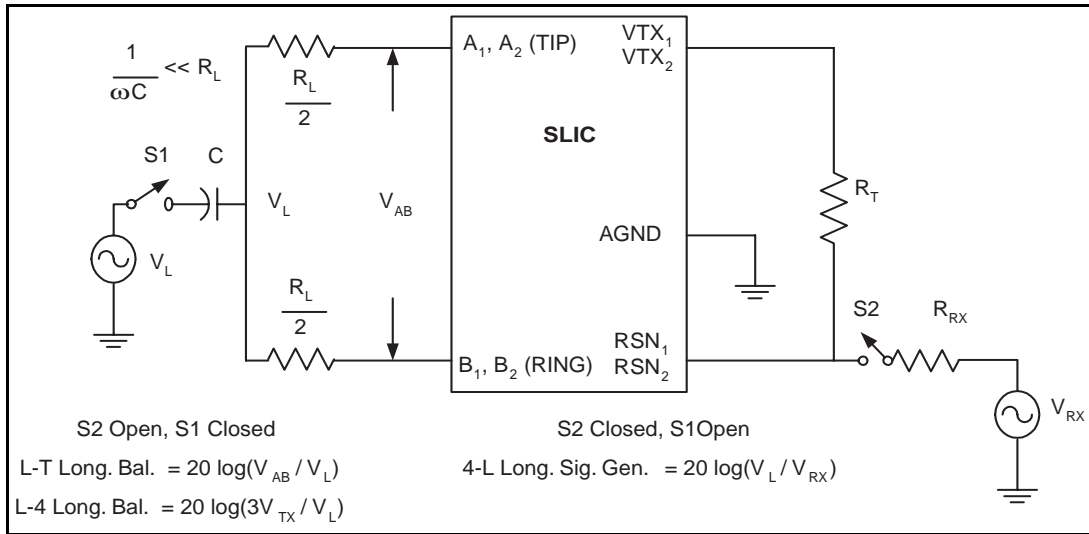 1
ωC
<< R_L
S1
C
V_L
V_L
R_L
2
V_AB
R_L
2
A_1, A_2 (TIP)
VTX_1
VTX_2
SLIC
AGND
B_1, B_2 (RING)
RSN_1
RSN_2
R_T
S2
R_RX
V_RX
S2 Open, S1 Closed
L-T Long. Bal. = 20 log(V_AB / V_L)
L-4 Long. Bal. = 20 log(3V_TX / V_L)
S2 Closed, S1Open
4-L Long. Sig. Gen. = 20 log(V_L / V_RX)